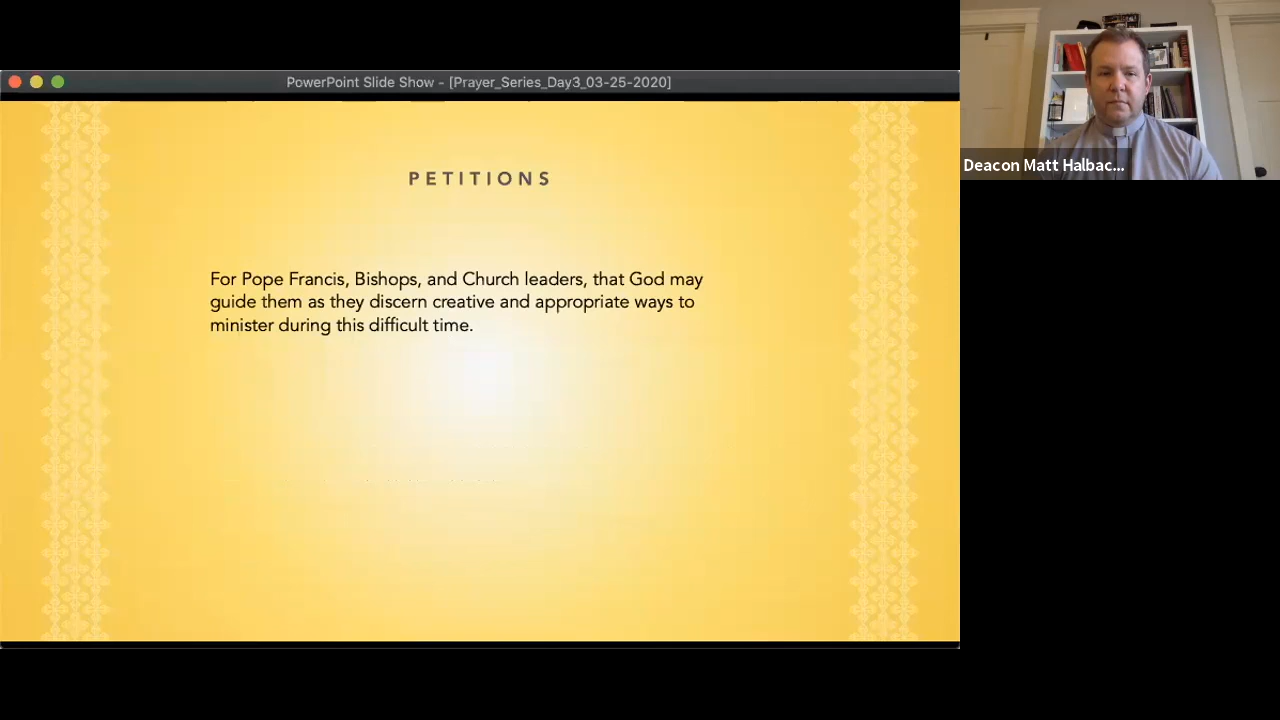 PowerPoint Slide Show - [Prayer_Series_Day3_03-25-2020]
PETITIONS
For Pope Francis, Bishops, and Church leaders, that God may
guide them as they discern creative and appropriate ways to
minister during this difficult time.
Deacon Matt Halbac...